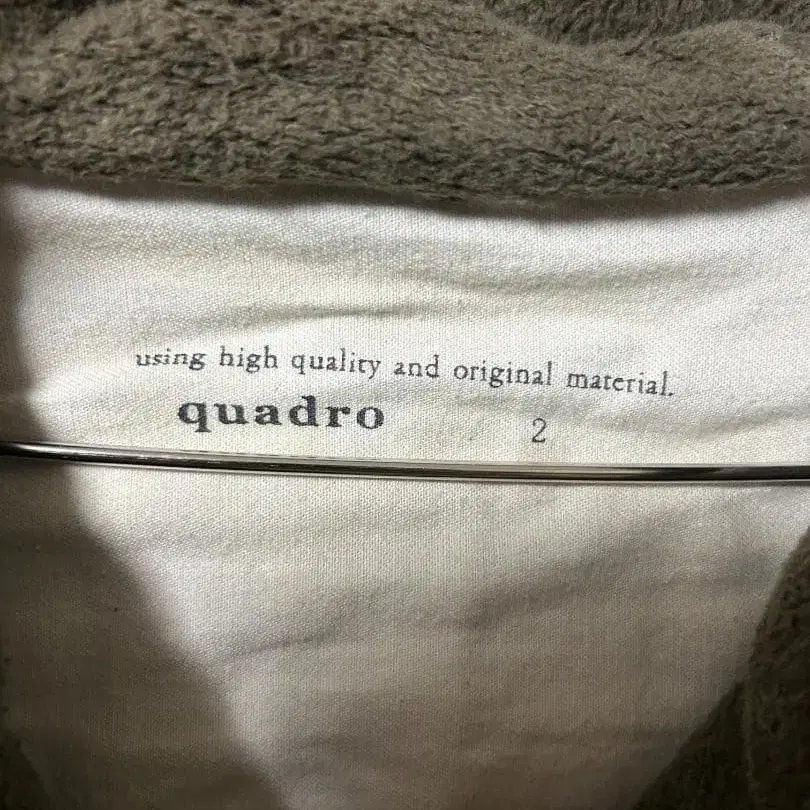 using high quality and original material.
quadro 2